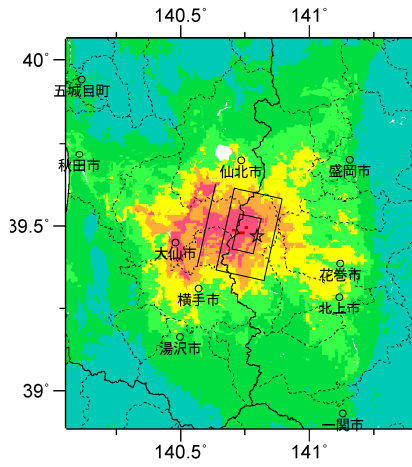 140.5˚ 141˚
40˚
五城目町
秋田市
仙北市
盛岡市
39.5˚
大仙市
花巻市
横手市
北上市
湯沢市
39˚
一関市
140.5˚ 141˚